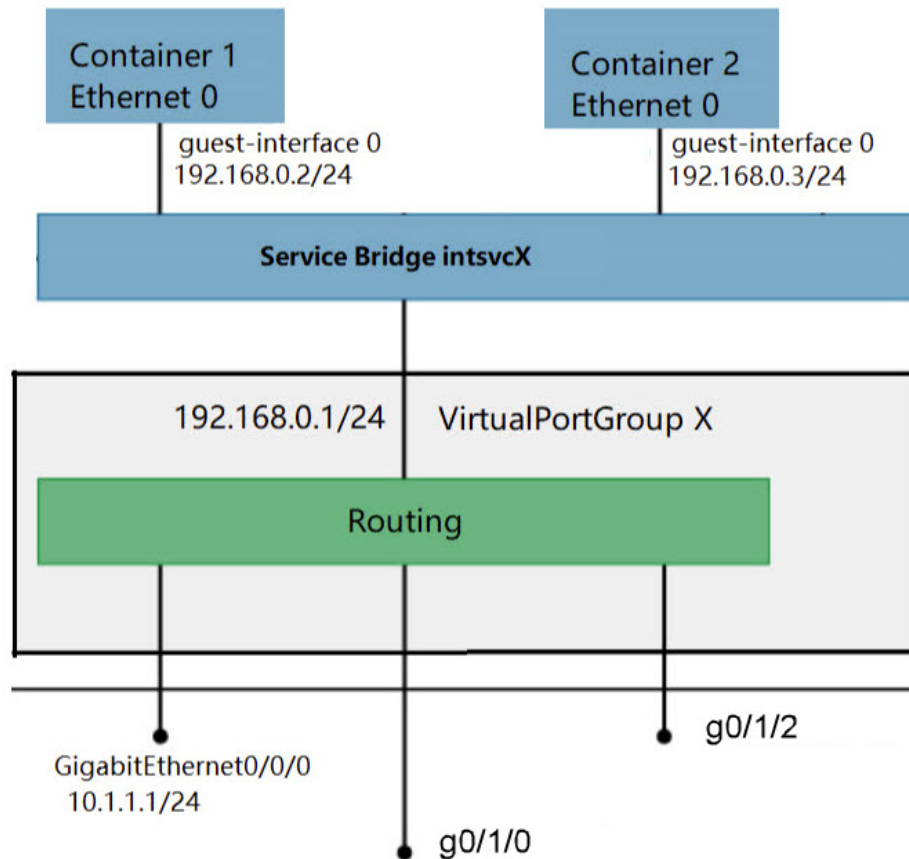 Container 1
Ethernet 0
Container 2
Ethernet 0
guest-interface 0
192.168.0.2/24
guest-interface 0
192.168.0.3/24
Service Bridge intsvcX
192.168.0.1/24
VirtualPortGroup X
Routing
g0/1/2
GigabitEthernet0/0/0
10.1.1.1/24
g0/1/0